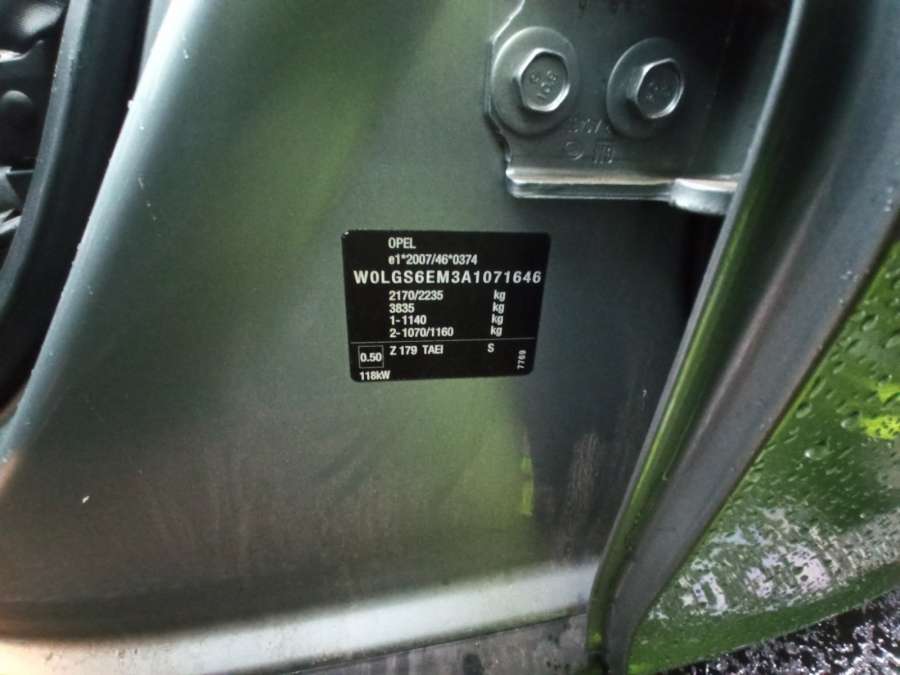 OPEL
e1*2007/46*0374
W0LGS6EM3A1071646
2170/2235 kg
3835 kg
1-1140 kg
2-1070/1160 kg
0.50 Z 179 TAEI S
7769
118kW